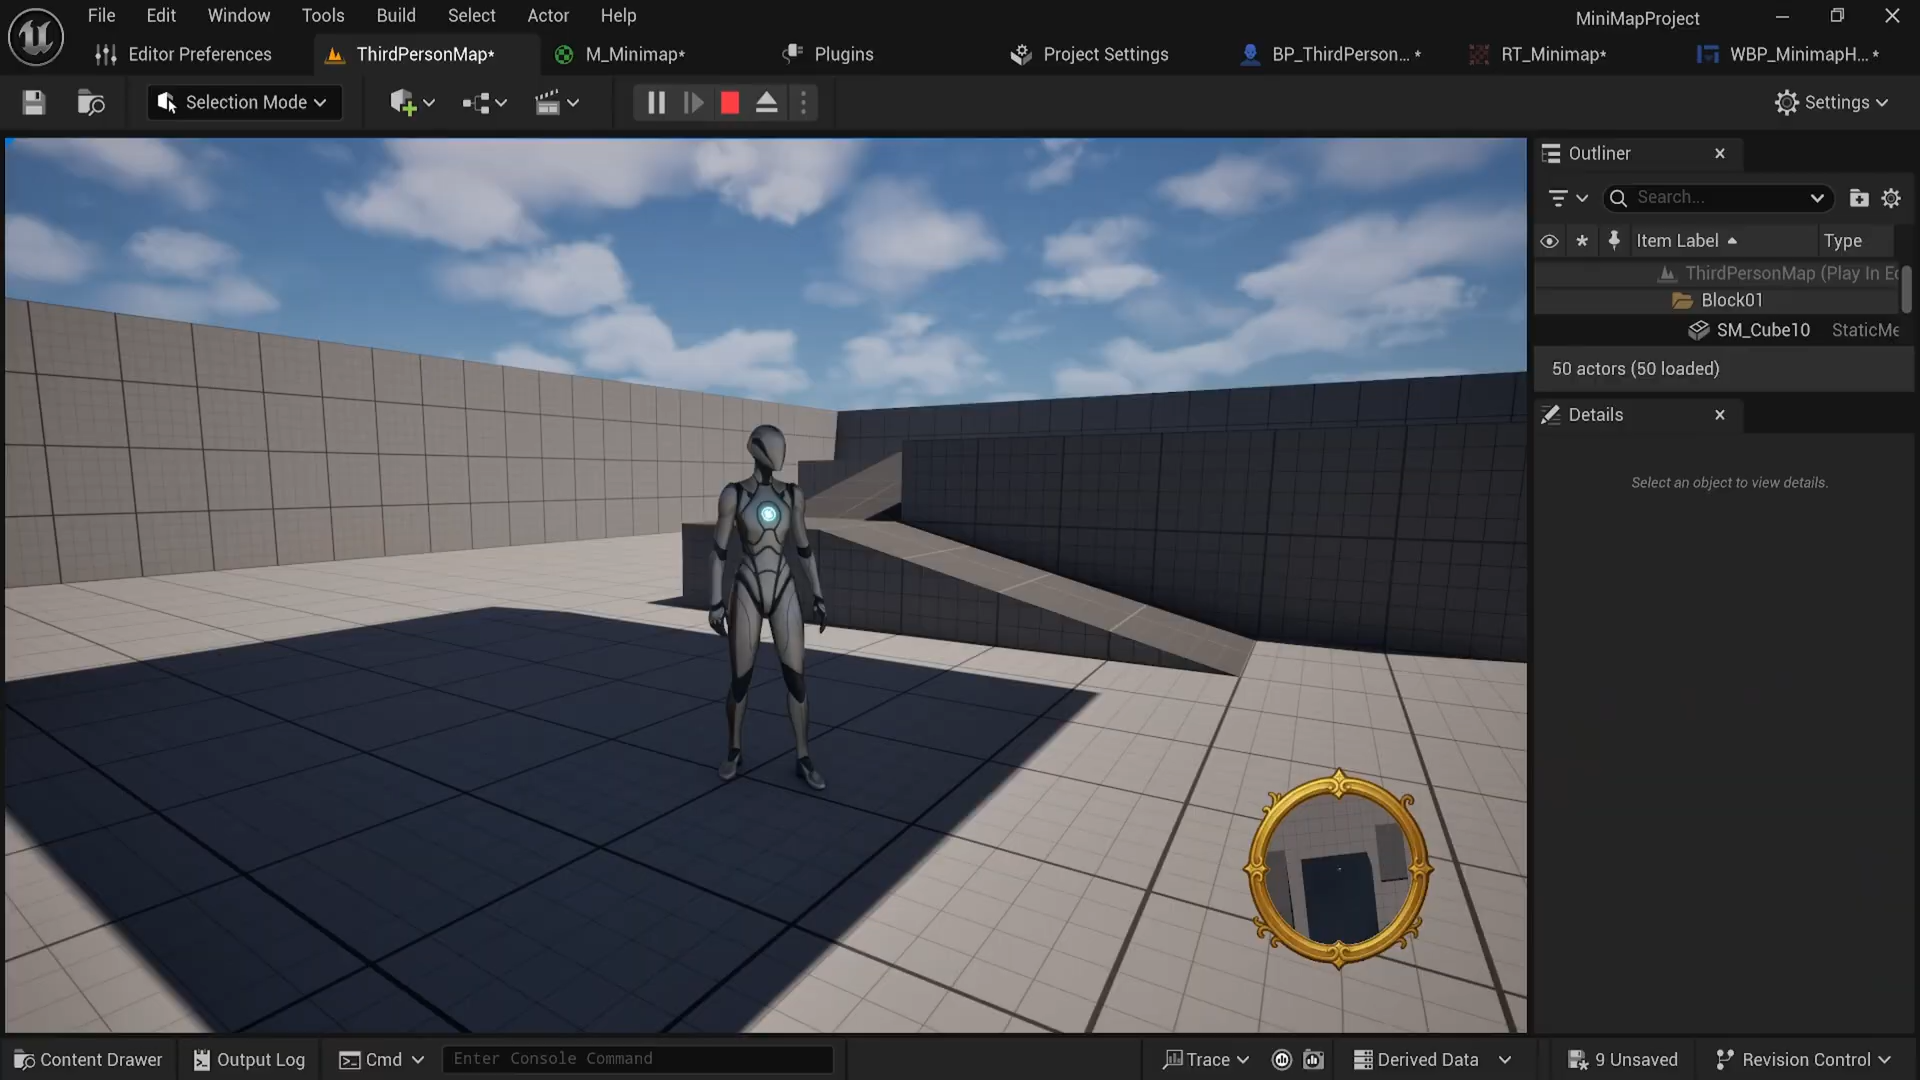 File Edit Window Tools Build Select Actor Help
MiniMapProject
Editor Preferences ThirdPersonMap* M_Minimap* Plugins Project Settings BP_ThirdPerson...* RT_Minimap* WBP_MinimapH...*
Selection Mode
Settings
Outliner
Search...
Item Label Type
ThirdPersonMap (Play In Ec
Block01
SM_Cube10 StaticMe
50 actors (50 loaded)
Details
Select an object to view details.
Content Drawer Output Log Cmd Enter Console Command Trace Derived Data 9 Unsaved Revision Control